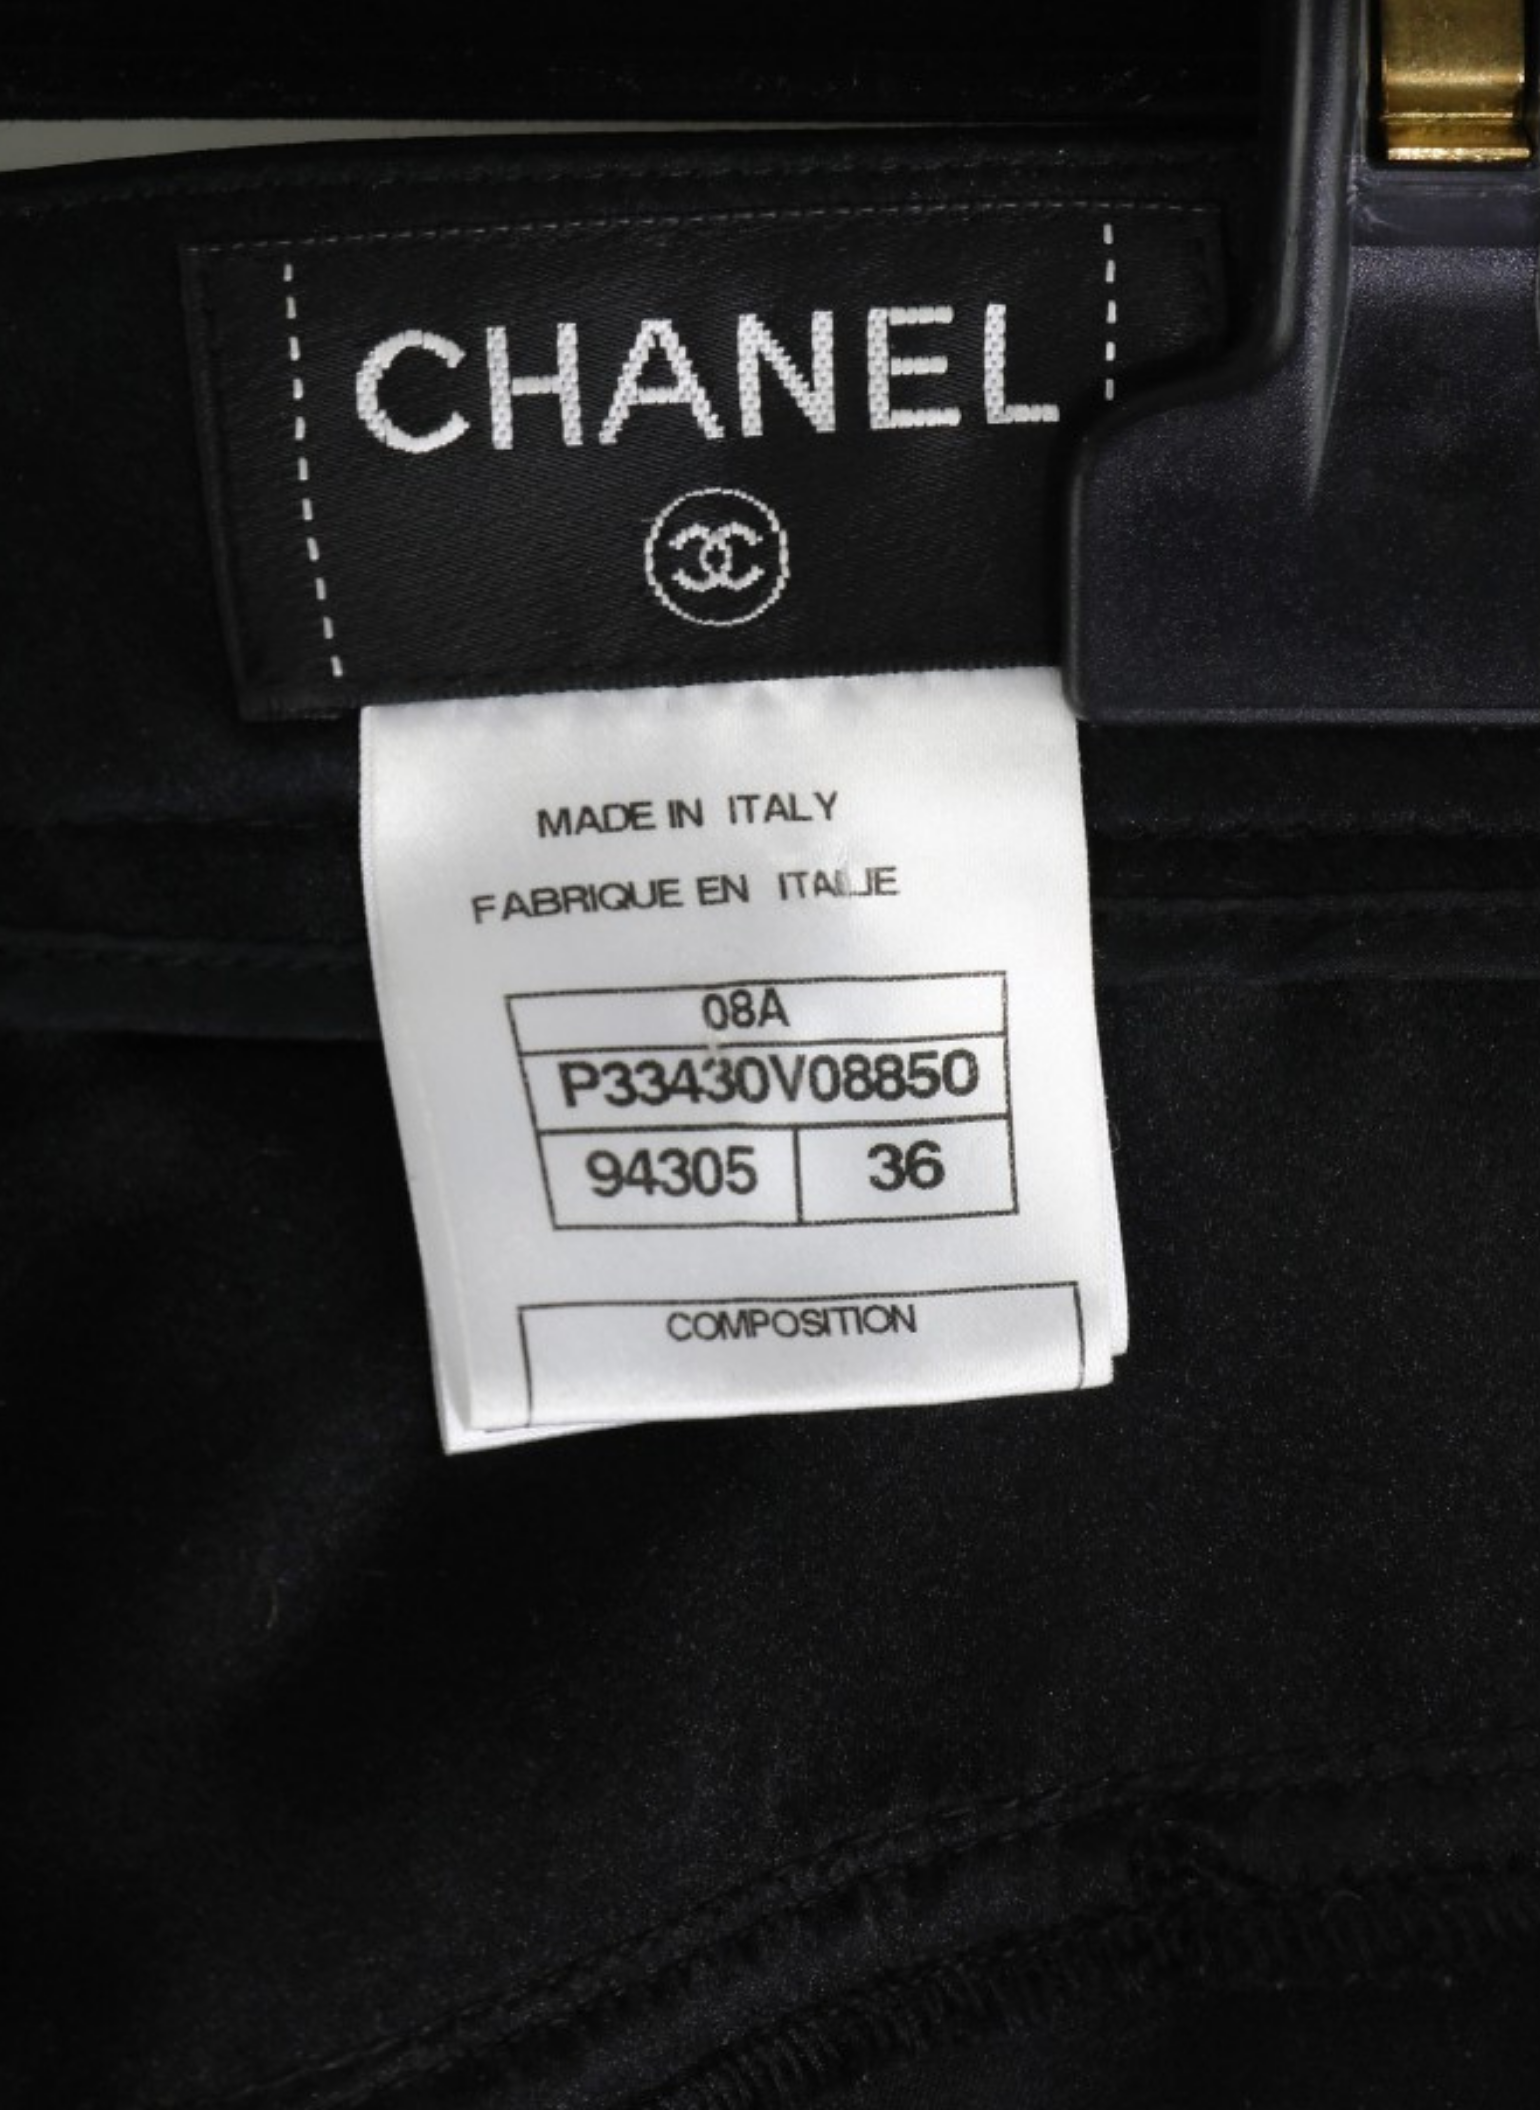 CHANEL
MADE IN ITALY
FABRIQUE EN ITALIE
08A
P33430V08850
94305 36
COMPOSITION